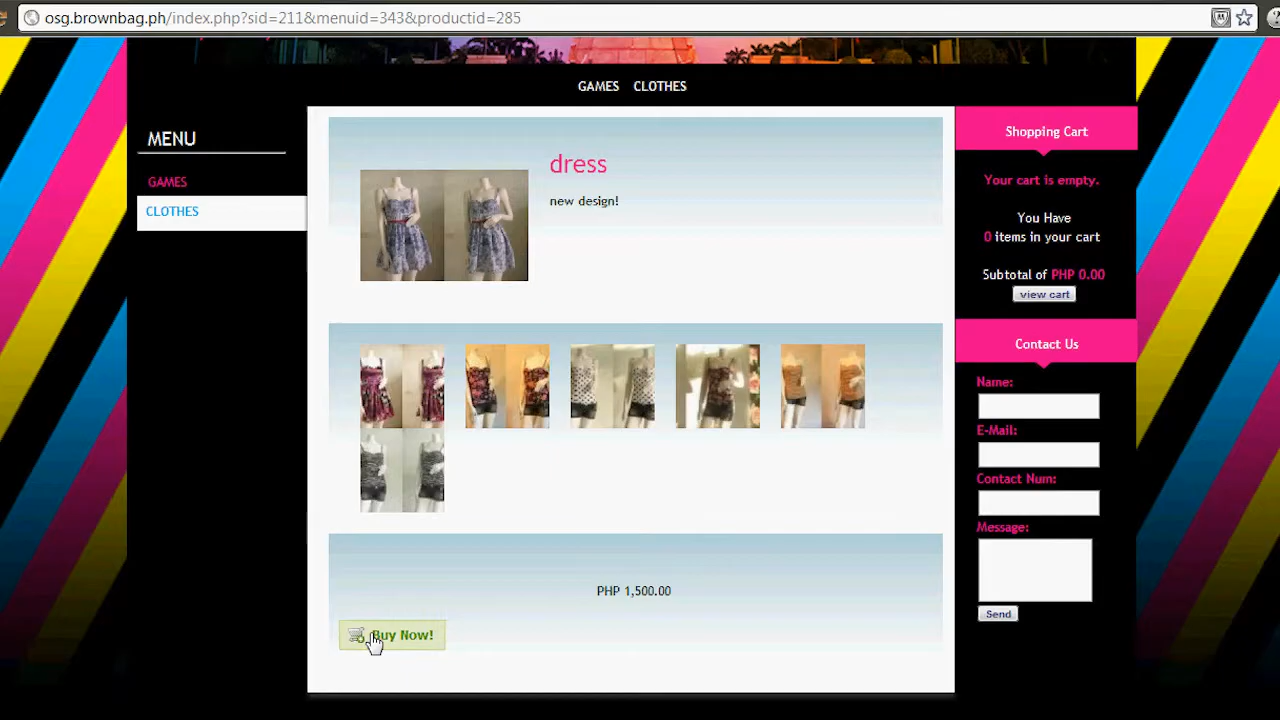 osg.brownbag.ph/index.php?sid=211&menuid=343&productid=285
GAMES CLOTHES
MENU
GAMES
CLOTHES
dress
new design!
PHP 1,500.00
Buy Now!
Shopping Cart
Your cart is empty.
You Have
0 items in your cart
Subtotal of PHP 0.00
view cart
Contact Us
Name:
E-Mail:
Contact Num:
Message:
Send